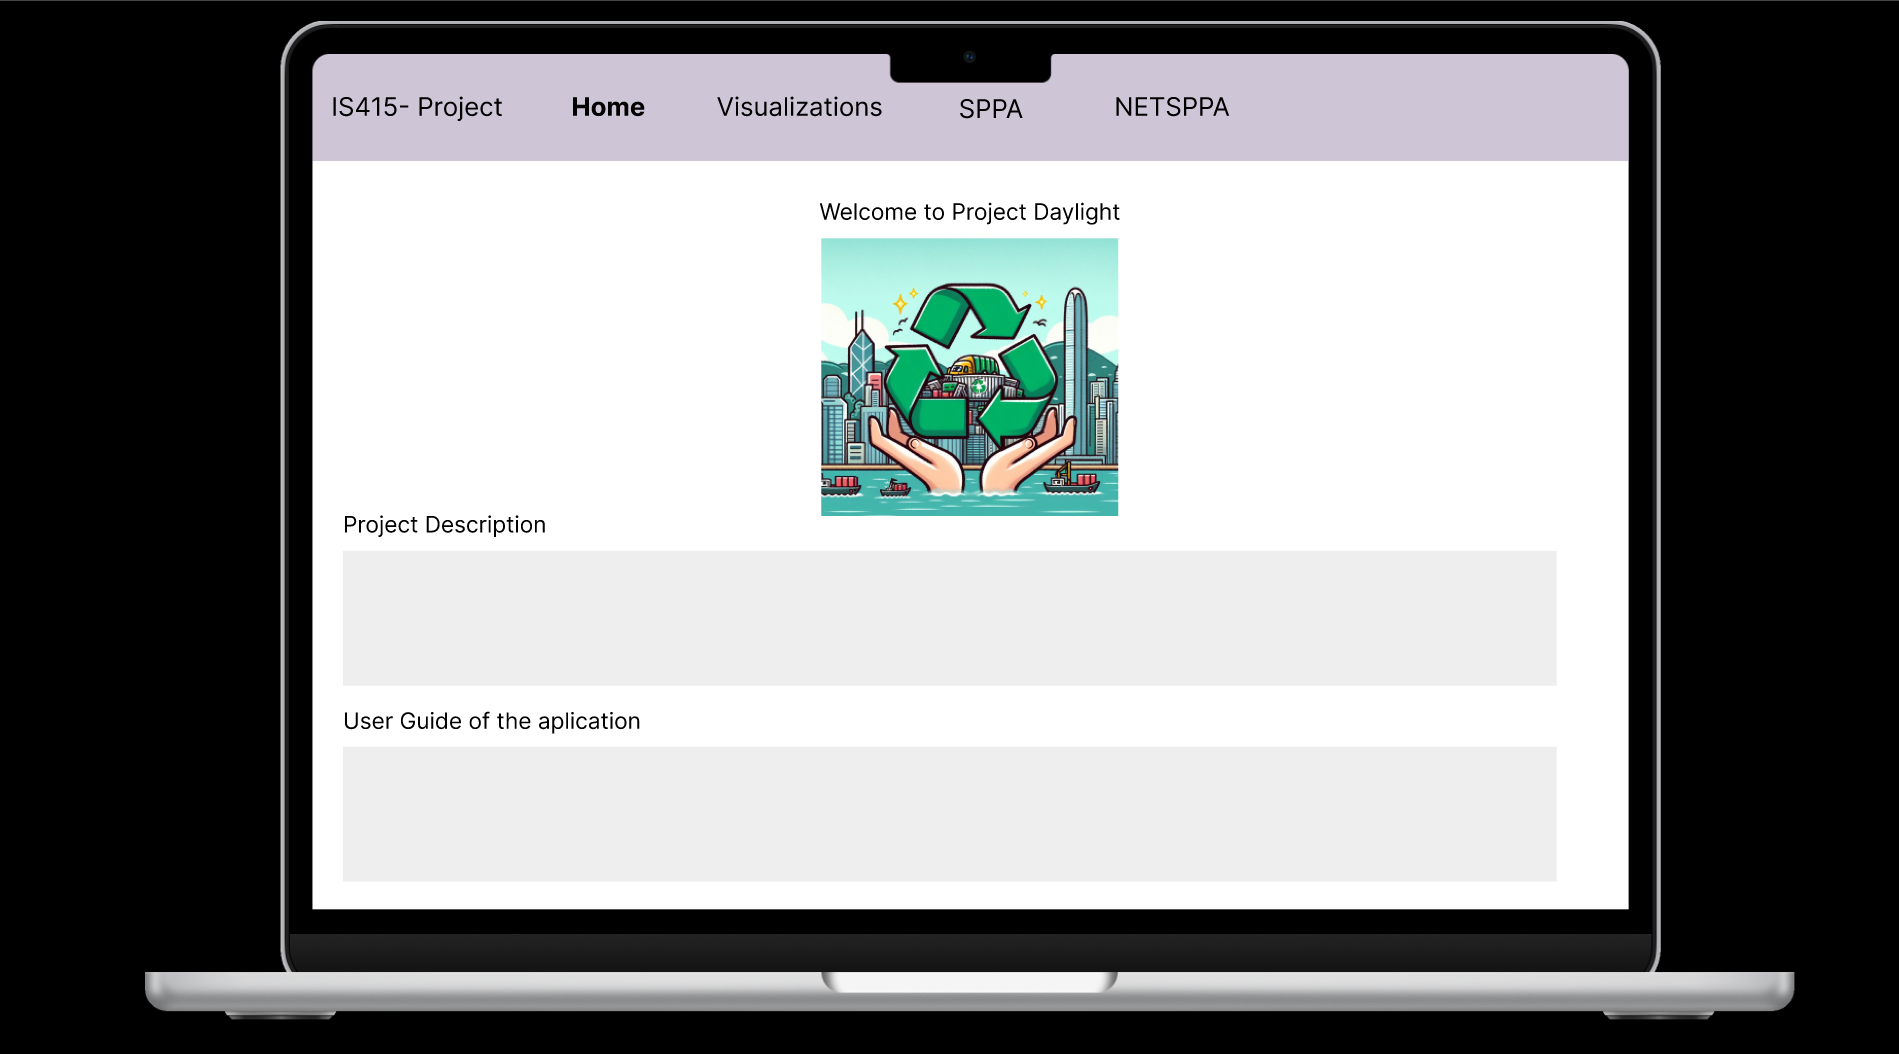 IS415- Project Home Visualizations SPPA NETSPPA
Welcome to Project Daylight
Project Description
User Guide of the aplication